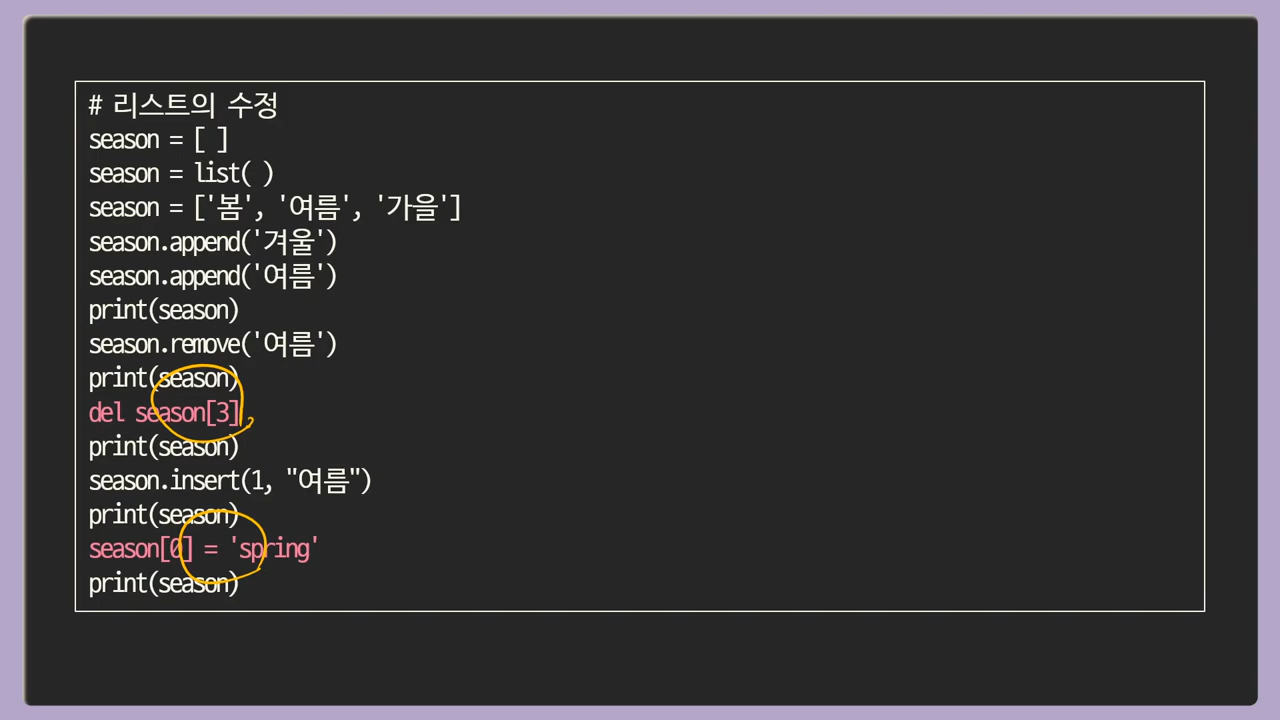 # 리스트의 수정
season = [ ]
season = list( )
season = ['봄', '여름', '가을']
season.append('겨울')
season.append('여름')
print(season)
season.remove('여름')
print(season)
del season[3]
print(season)
season.insert(1, "여름")
print(season)
season[0] = 'spring'
print(season)